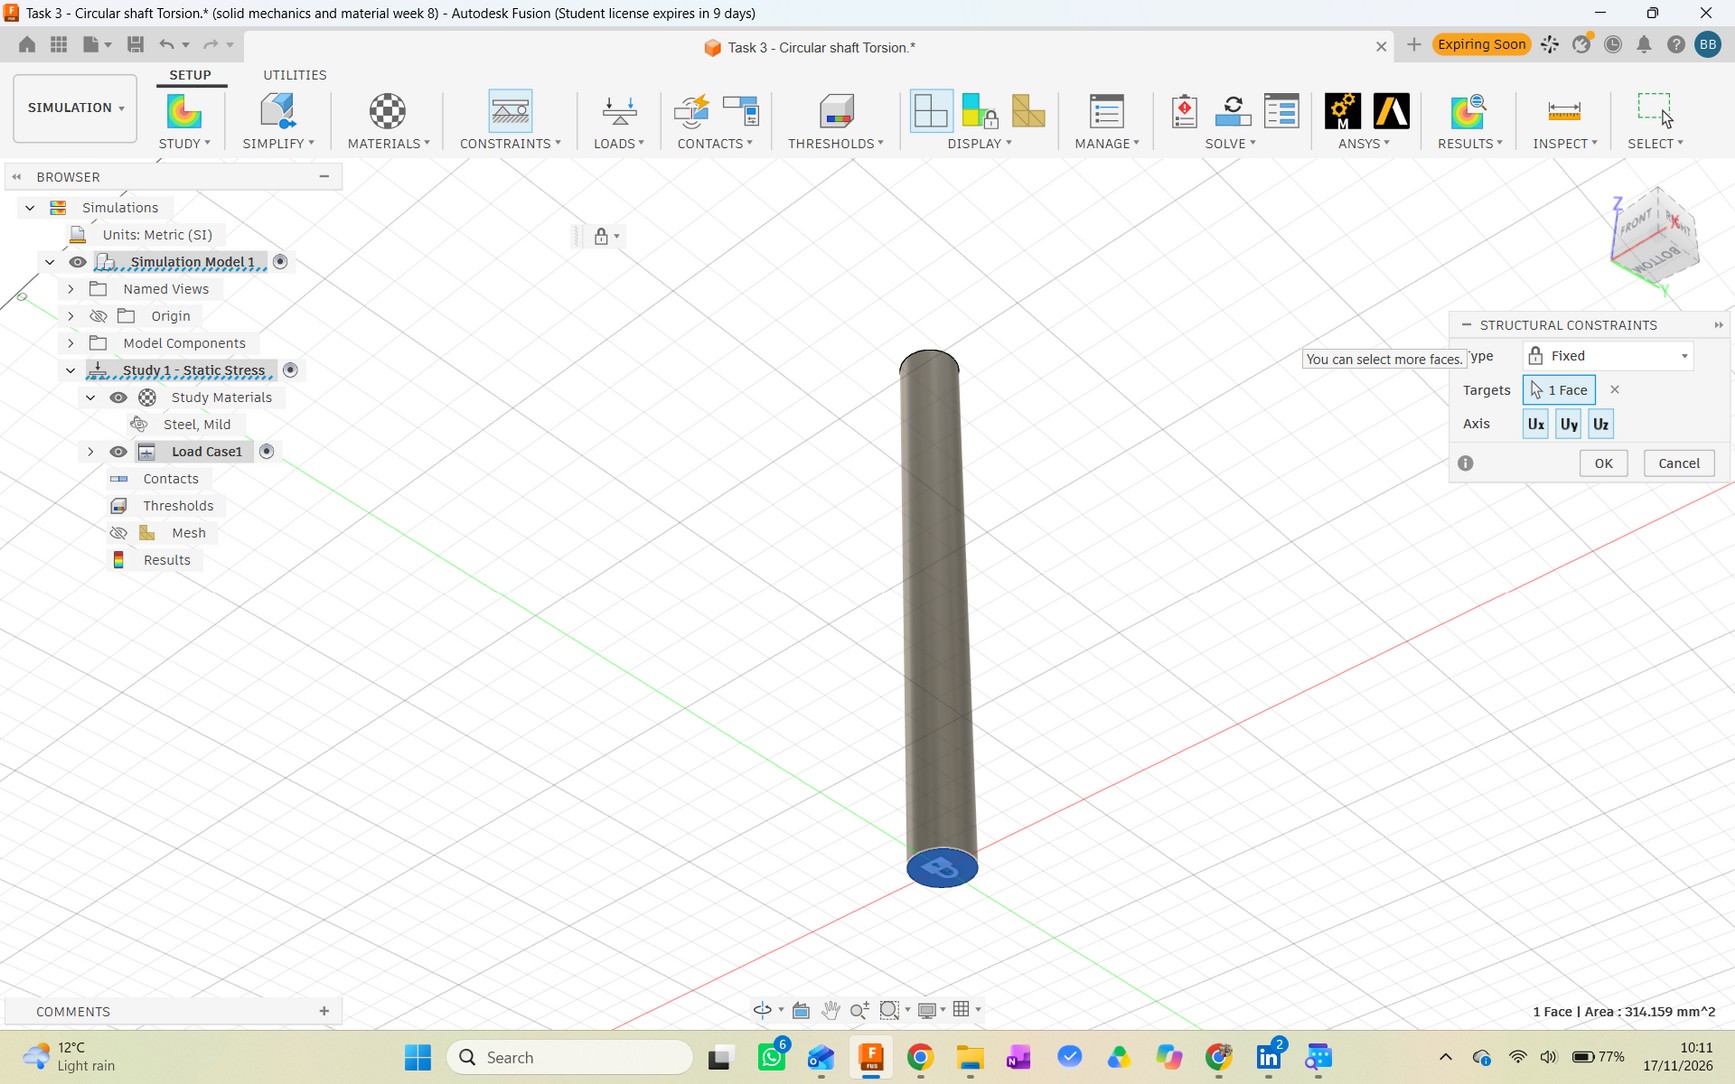 Task 3 - Circular shaft Torsion.* (solid mechanics and material week 8) - Autodesk Fusion (Student license expires in 9 days)
Task 3 - Circular shaft Torsion.*
Expiring Soon
BB
SETUP
UTILITIES
SIMULATION
STUDY
SIMPLIFY
MATERIALS
CONSTRAINTS
LOADS
CONTACTS
THRESHOLDS
DISPLAY
MANAGE
SOLVE
M
ANSYS
RESULTS
INSPECT
SELECT
BROWSER
Simulations
Units: Metric (SI)
Simulation Model 1
Named Views
Origin
Model Components
Study 1 - Static Stress
Study Materials
Steel, Mild
Load Case1
Contacts
Thresholds
Mesh
Results
Z
X
Y
FRONT
RIGHT
BOTTOM
STRUCTURAL CONSTRAINTS
You can select more faces.
Type Fixed
Targets 1 Face
Axis Ux Uy Uz
OK Cancel
COMMENTS
1 Face | Area : 314.159 mm^2
12°C
Light rain
Search
6
F
FUS
N
2
77%
10:11
17/11/2026